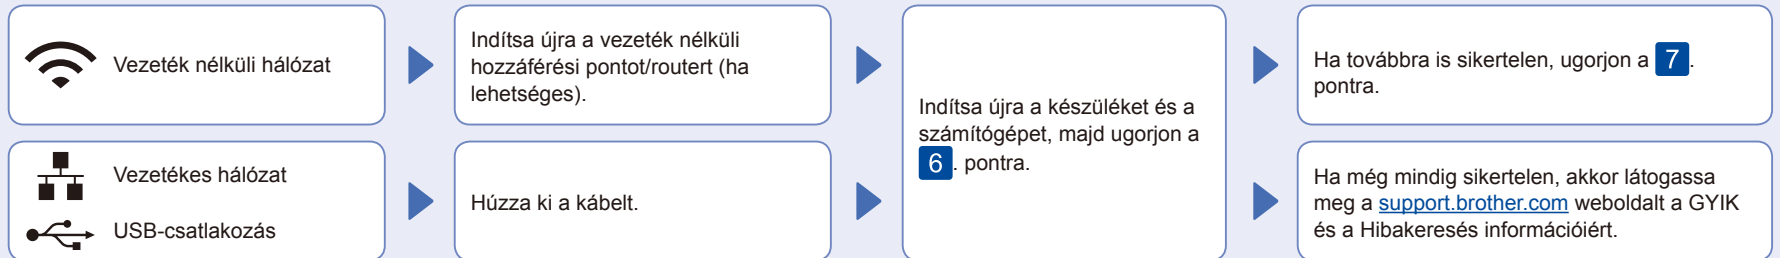 Vezeték nélküli hálózat
Indítsa újra a vezeték nélküli
hozzáférési pontot/routert (ha
lehetséges).
Vezetékes hálózat
USB-csatlakozás
Húzza ki a kábelt.
Indítsa újra a készüléket és a
számítógépet, majd ugorjon a
6. pontra.
Ha továbbra is sikertelen, ugorjon a 7.
pontra.
Ha még mindig sikertelen, akkor látogassa
meg a support.brother.com weboldalt a GYIK
és a Hibakeresés információiért.